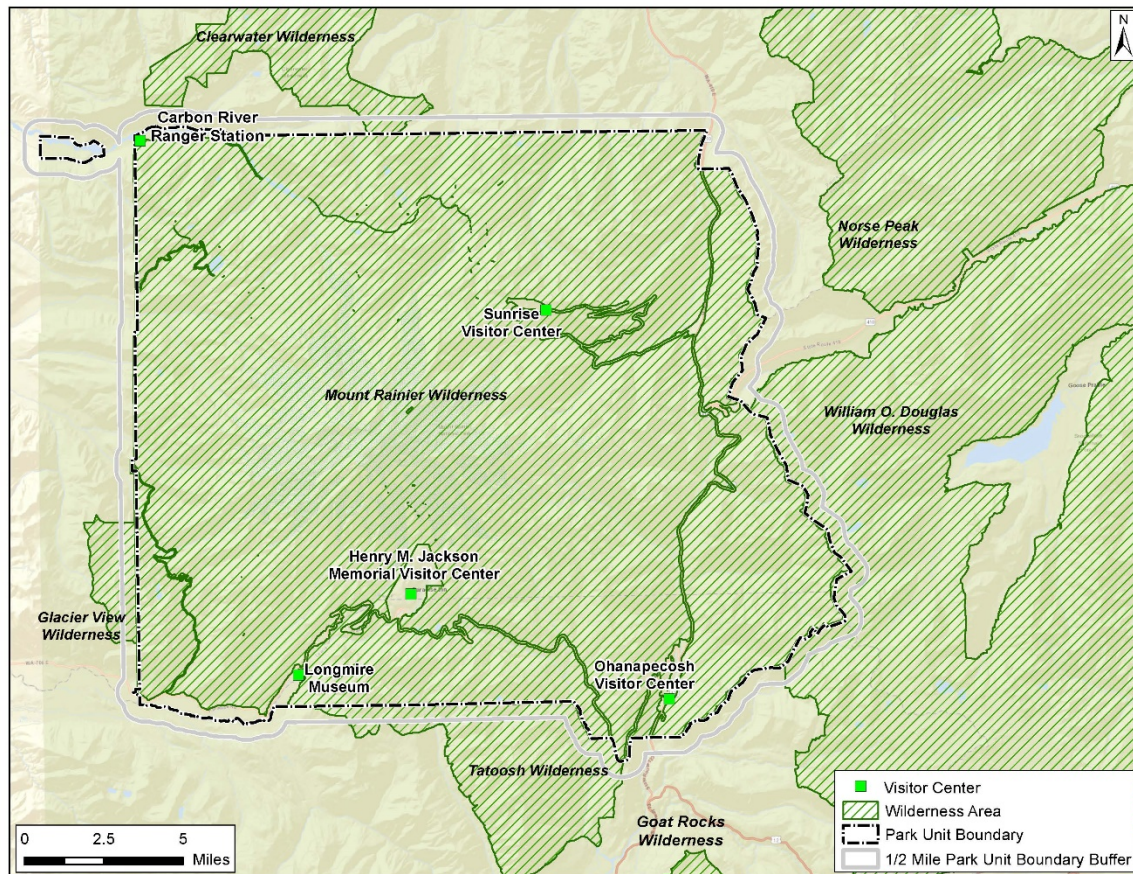 N
Clearwater Wilderness
Carbon River
Ranger Station
Norse Peak
Wilderness
Sunrise
Visitor Center
Mount Rainier Wilderness
William O. Douglas
Wilderness
Henry M. Jackson
Memorial Visitor Center
Glacier View
Wilderness
Longmire
Museum
Ohanapecosh
Visitor Center
Tatoosh Wilderness
Goat Rocks
Wilderness
Visitor Center
Wilderness Area
Park Unit Boundary
1/2 Mile Park Unit Boundary Buffer
0 2.5 5
Miles